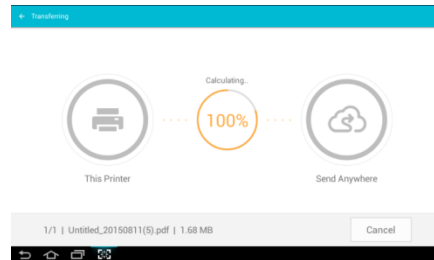 Transferring
Calculating..
100%
This Printer
Send Anywhere
1/1 | Untitled_20150811(5).pdf | 1.68 MB
Cancel